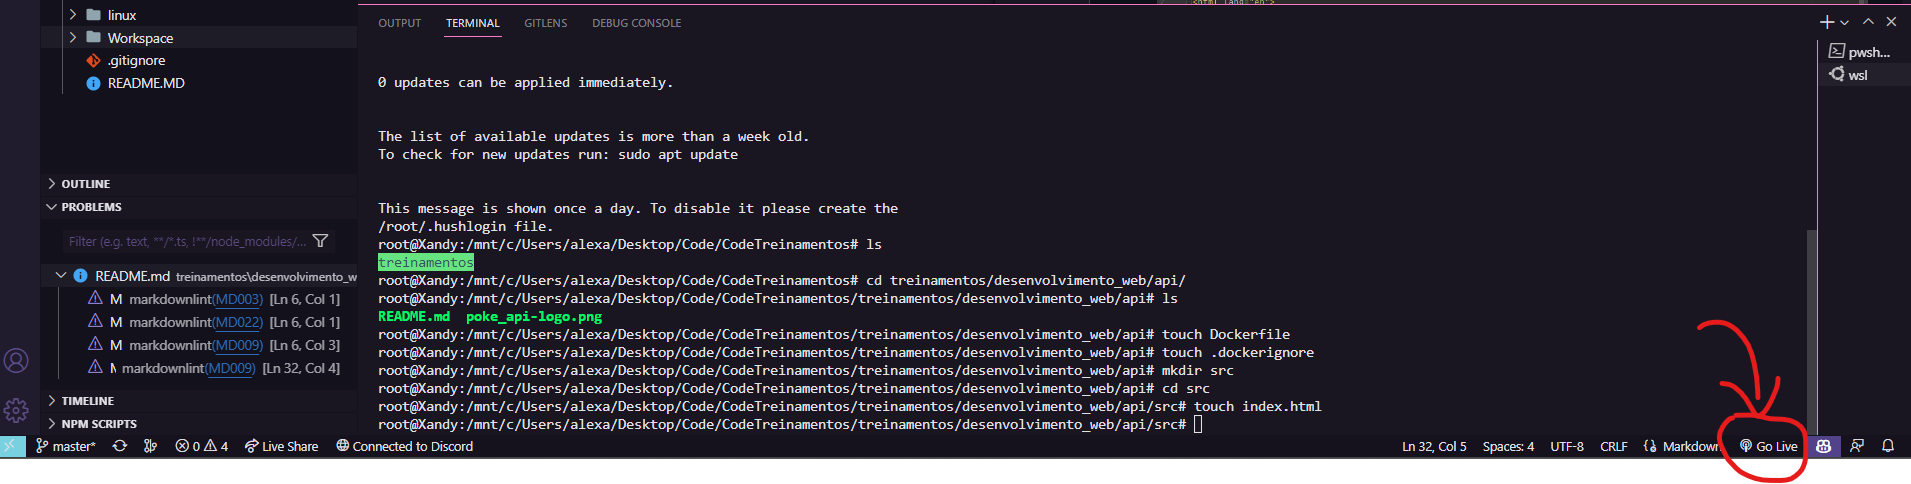 <html lang="en">
linux
Workspace
.gitignore
README.MD
OUTLINE
PROBLEMS
Filter (e.g. text, **/*.ts, !**/node_modules/...
README.md treinamentos\desenvolvimento_w
M markdownlint(MD003) [Ln 6, Col 1]
M markdownlint(MD022) [Ln 6, Col 1]
M markdownlint(MD009) [Ln 6, Col 3]
markdownlint(MD009) [Ln 32, Col 4]
TIMELINE
NPM SCRIPTS
OUTPUT TERMINAL GITLENS DEBUG CONSOLE
0 updates can be applied immediately.
The list of available updates is more than a week old.
To check for new updates run: sudo apt update
This message is shown once a day. To disable it please create the
/root/.hushlogin file.
root@Xandy:/mnt/c/Users/alexa/Desktop/Code/CodeTreinamentos# ls
treinamentos
root@Xandy:/mnt/c/Users/alexa/Desktop/Code/CodeTreinamentos# cd treinamentos/desenvolvimento_web/api/
root@Xandy:/mnt/c/Users/alexa/Desktop/Code/CodeTreinamentos/treinamentos/desenvolvimento_web/api# ls
README.md poke_api-logo.png
root@Xandy:/mnt/c/Users/alexa/Desktop/Code/CodeTreinamentos/treinamentos/desenvolvimento_web/api# touch Dockerfile
root@Xandy:/mnt/c/Users/alexa/Desktop/Code/CodeTreinamentos/treinamentos/desenvolvimento_web/api# touch .dockerignore
root@Xandy:/mnt/c/Users/alexa/Desktop/Code/CodeTreinamentos/treinamentos/desenvolvimento_web/api# mkdir src
root@Xandy:/mnt/c/Users/alexa/Desktop/Code/CodeTreinamentos/treinamentos/desenvolvimento_web/api# cd src
root@Xandy:/mnt/c/Users/alexa/Desktop/Code/CodeTreinamentos/treinamentos/desenvolvimento_web/api/src# touch index.html
root@Xandy:/mnt/c/Users/alexa/Desktop/Code/CodeTreinamentos/treinamentos/desenvolvimento_web/api/src#
pwsh...
wsl
master* 0 4 Live Share Connected to Discord Ln 32, Col 5 Spaces: 4 UTF-8 CRLF Markdown Go Live